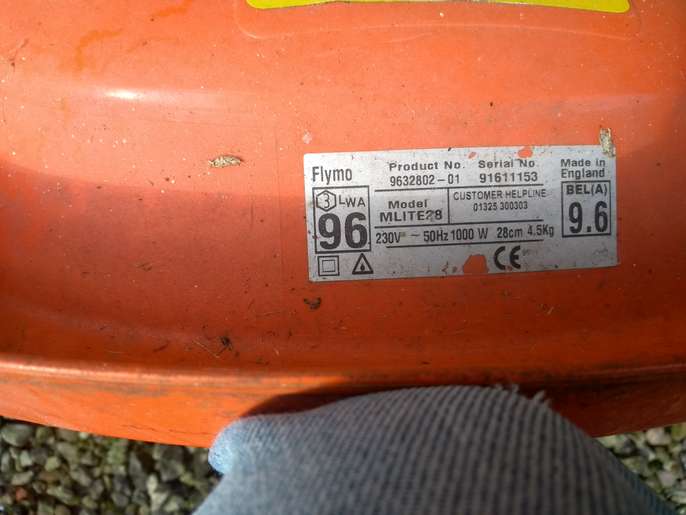 Flymo
Product No. Serial No.
9632802-01 91611153
Made in
England
3 LWA
96
Model
MLITE28
CUSTOMER HELPLINE
01325 300303
BEL(A)
9.6
230V ~ 50Hz 1000 W 28cm 4.5Kg
CE